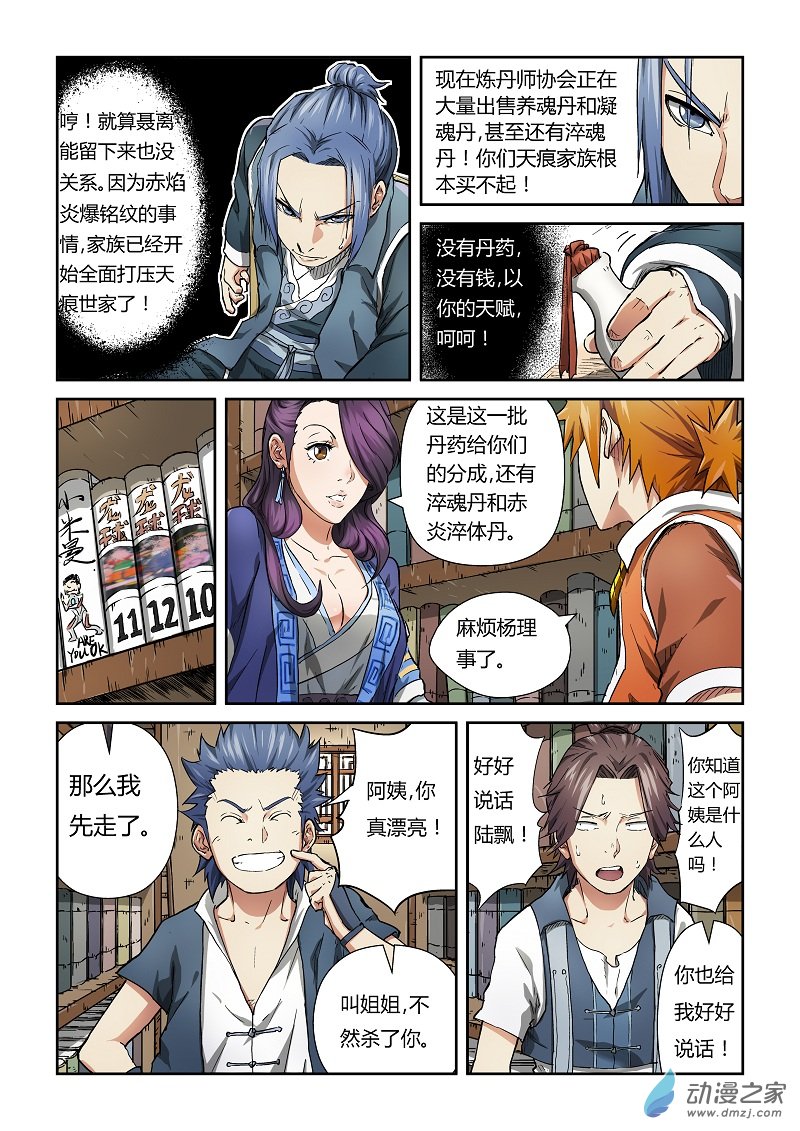 哼！就算聂离
能留下来也没
关系。因为赤焰
炎爆铭纹的事
情，家族已经开
始全面打压天
痕世家了！
现在炼丹师协会正在
大量出售养魂丹和凝
魂丹，甚至还有淬魂
丹！你们天痕家族根
本买不起！
没有丹药，
没有钱，以
你的天赋，
呵呵！
小米曼
ARE
YOU OK
龙球
11
龙球
12
龙球
10
这是这一批
丹药给你们
的分成，还有
淬魂丹和赤
炎淬体丹。
麻烦杨理
事了。
那么我
先走了。
阿姨，你
真漂亮！
叫姐姐，不
然杀了你。
好好
说话
陆飘！
你知道
这个阿
姨是什
么人
吗！
你也给
我好好
说话！
动漫之家
www.dmzj.com